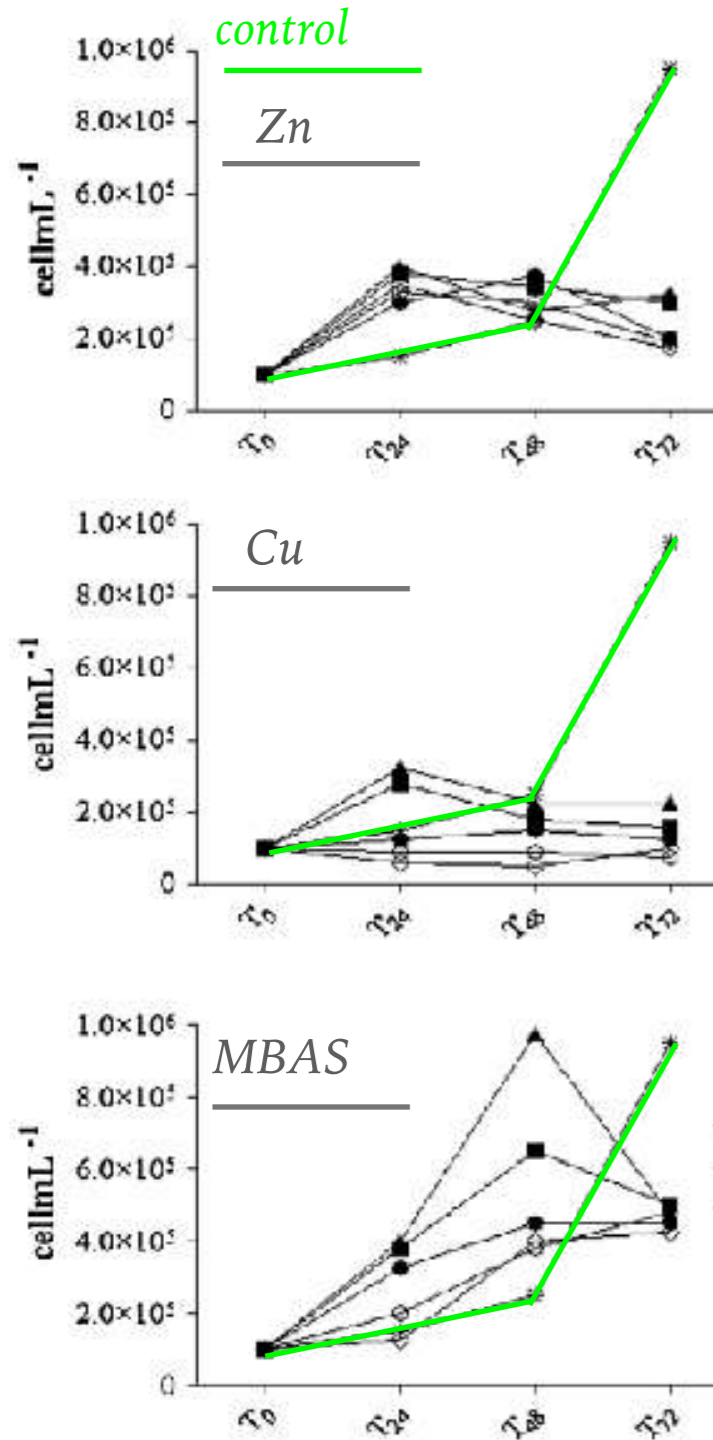 control
1.0×10⁶
Zn
8.0×10⁵
6.0×10⁵
4.0×10⁵
2.0×10⁵
0
cellmL⁻¹
T₀ T₂₄ T₄₈ T₇₂
1.0×10⁶
Cu
8.0×10⁵
6.0×10⁵
4.0×10⁵
2.0×10⁵
0
cellmL⁻¹
T₀ T₂₄ T₄₈ T₇₂
1.0×10⁶
MBAS
8.0×10⁵
6.0×10⁵
4.0×10⁵
2.0×10⁵
0
cellmL⁻¹
T₀ T₂₄ T₄₈ T₇₂